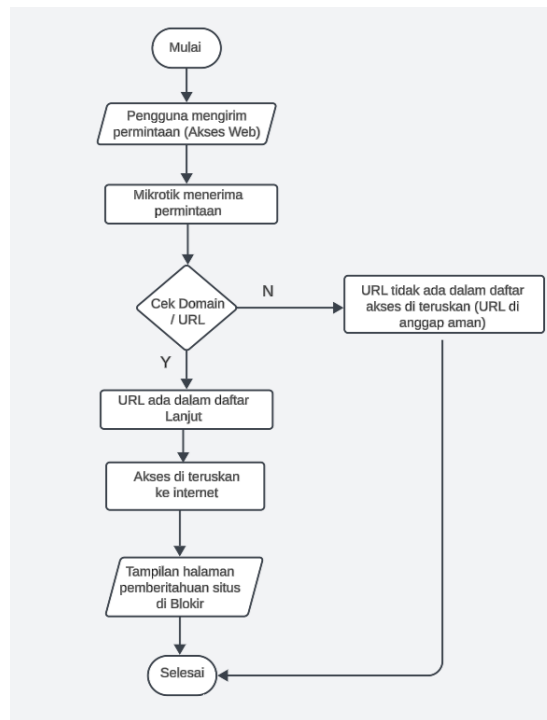 Mulai
Pengguna mengirim
permintaan (Akses Web)
Mikrotik menerima
permintaan
Cek Domain
/ URL
N
URL tidak ada dalam daftar
akses di teruskan (URL di
anggap aman)
Y
URL ada dalam daftar
Lanjut
Akses di teruskan
ke internet
Tampilan halaman
pemberitahuan situs
di Blokir
Selesai